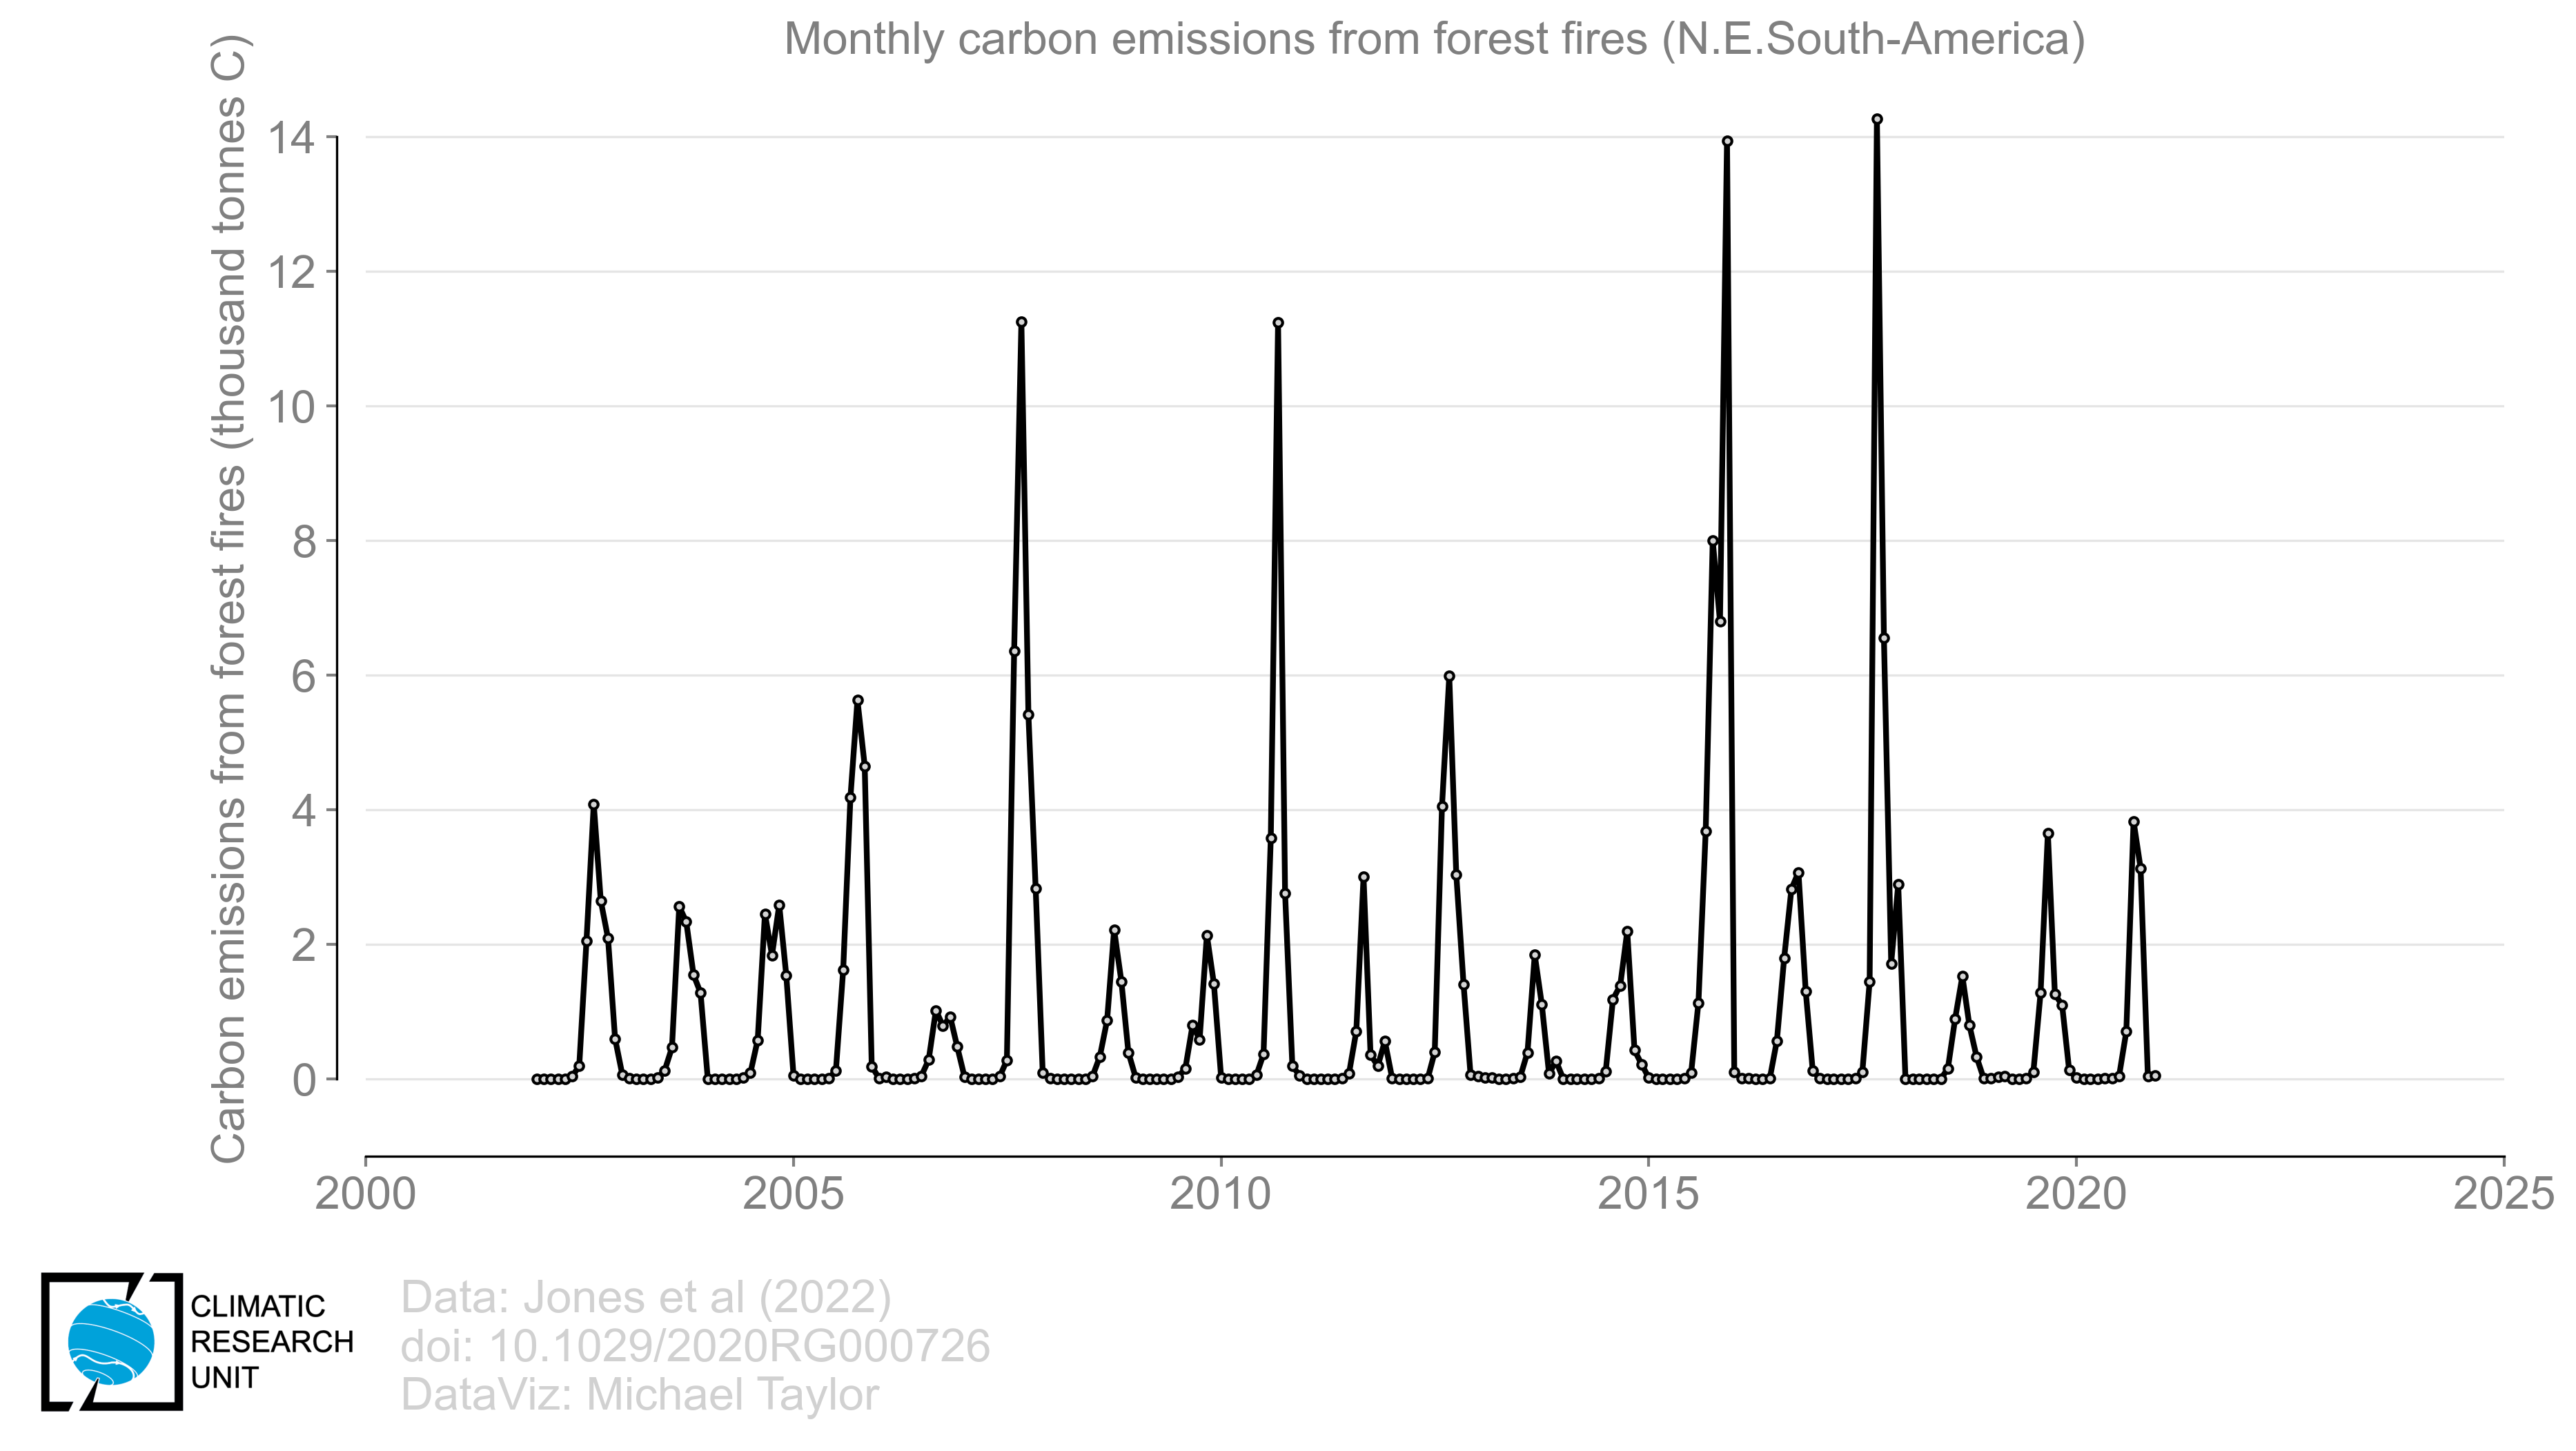 Monthly carbon emissions from forest fires (N.E.South-America)
Carbon emissions from forest fires (thousand tonnes C)
14
12
10
8
6
4
2
0
2000 2005 2010 2015 2020 2025
CLIMATIC
RESEARCH
UNIT
Data: Jones et al (2022)
doi: 10.1029/2020RG000726
DataViz: Michael Taylor